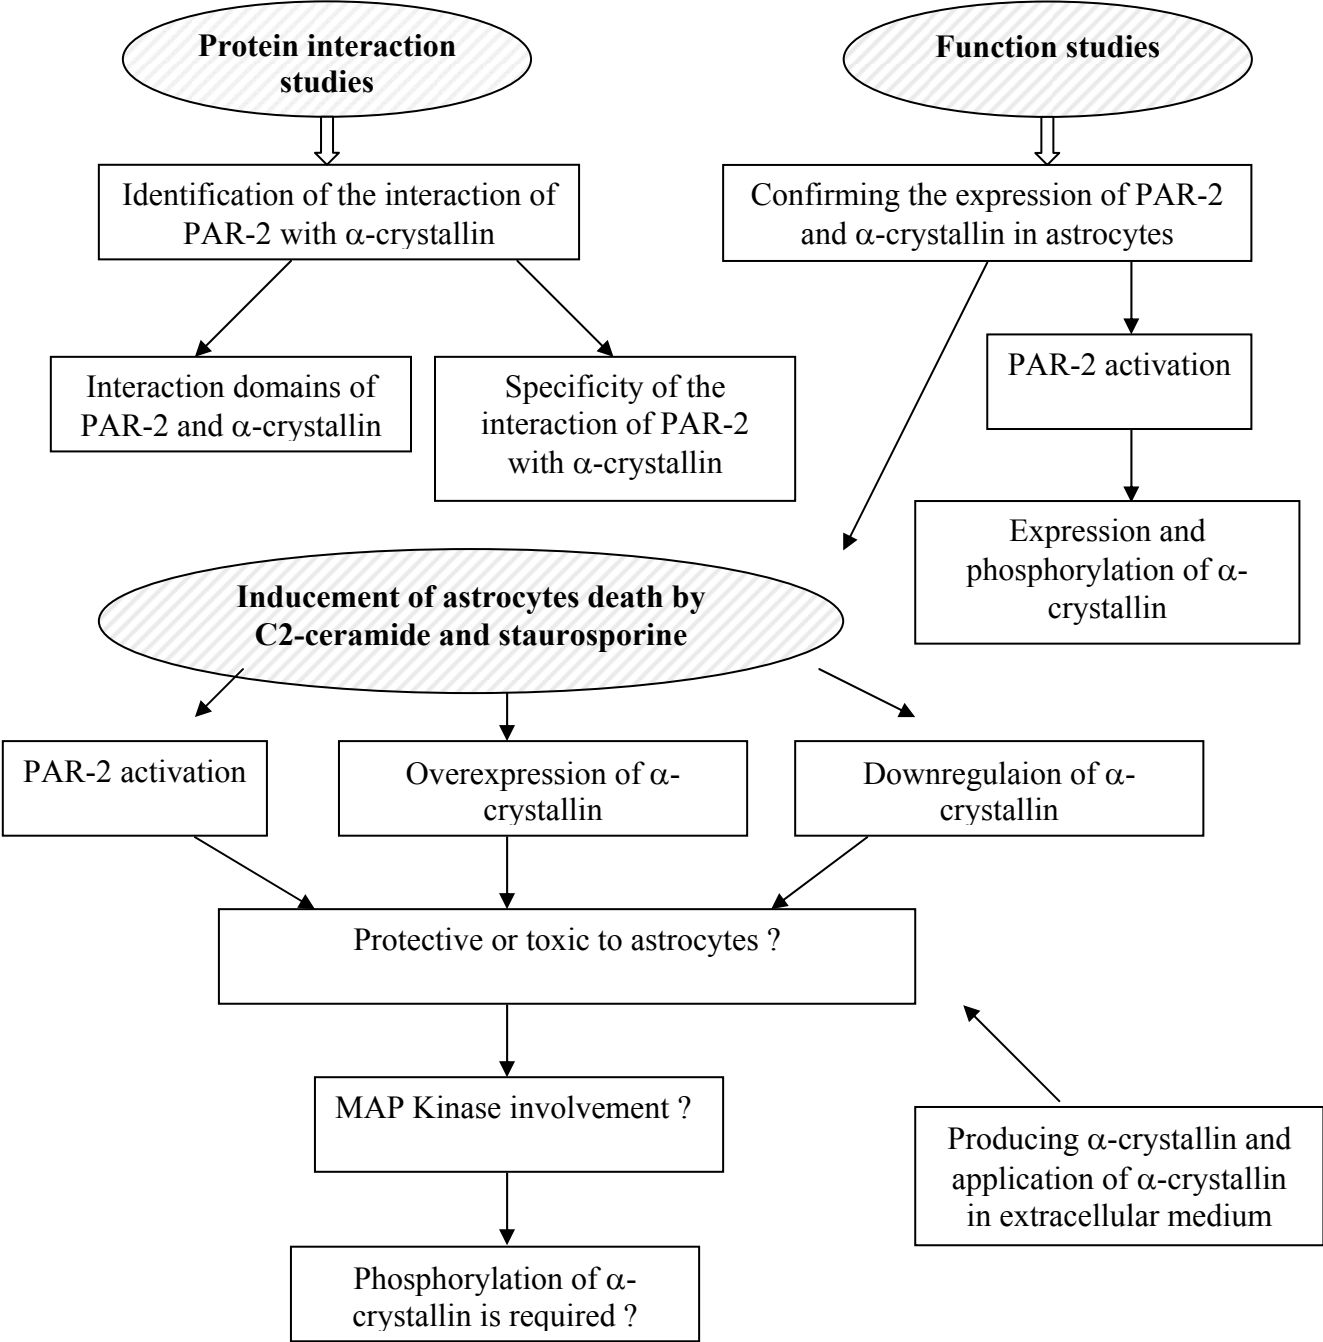 Protein interaction
studies
Function studies
Identification of the interaction of
PAR-2 with α-crystallin
Confirming the expression of PAR-2
and α-crystallin in astrocytes
Interaction domains of
PAR-2 and α-crystallin
Specificity of the
interaction of PAR-2
with α-crystallin
PAR-2 activation
Expression and
phosphorylation of α-
crystallin
Inducement of astrocytes death by
C2-ceramide and staurosporine
PAR-2 activation
Overexpression of α-
crystallin
Downregulaion of α-
crystallin
Protective or toxic to astrocytes ?
MAP Kinase involvement ?
Producing α-crystallin and
application of α-crystallin
in extracellular medium
Phosphorylation of α-
crystallin is required ?